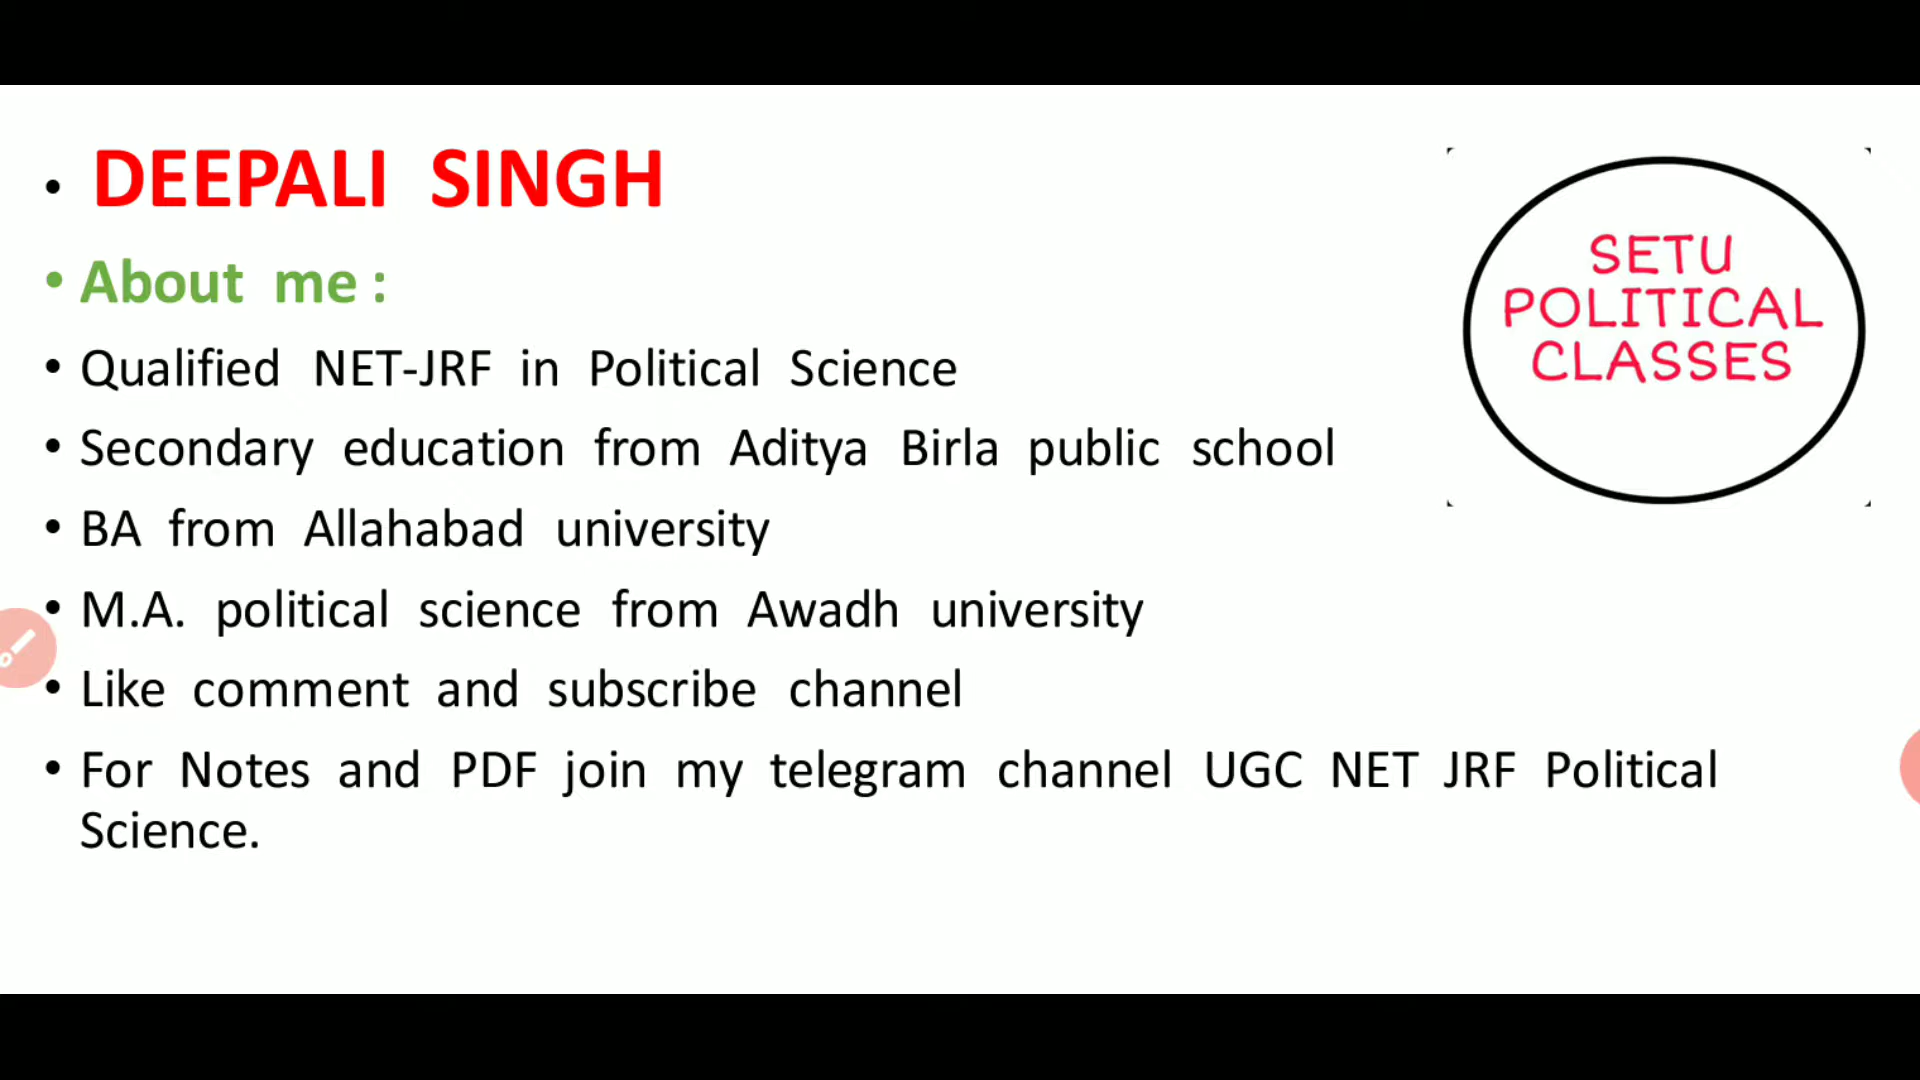 • DEEPALI SINGH
• About me :
• Qualified NET-JRF in Political Science
• Secondary education from Aditya Birla public school
• BA from Allahabad university
• M.A. political science from Awadh university
• Like comment and subscribe channel
• For Notes and PDF join my telegram channel UGC NET JRF Political
Science.
SETU
POLITICAL
CLASSES